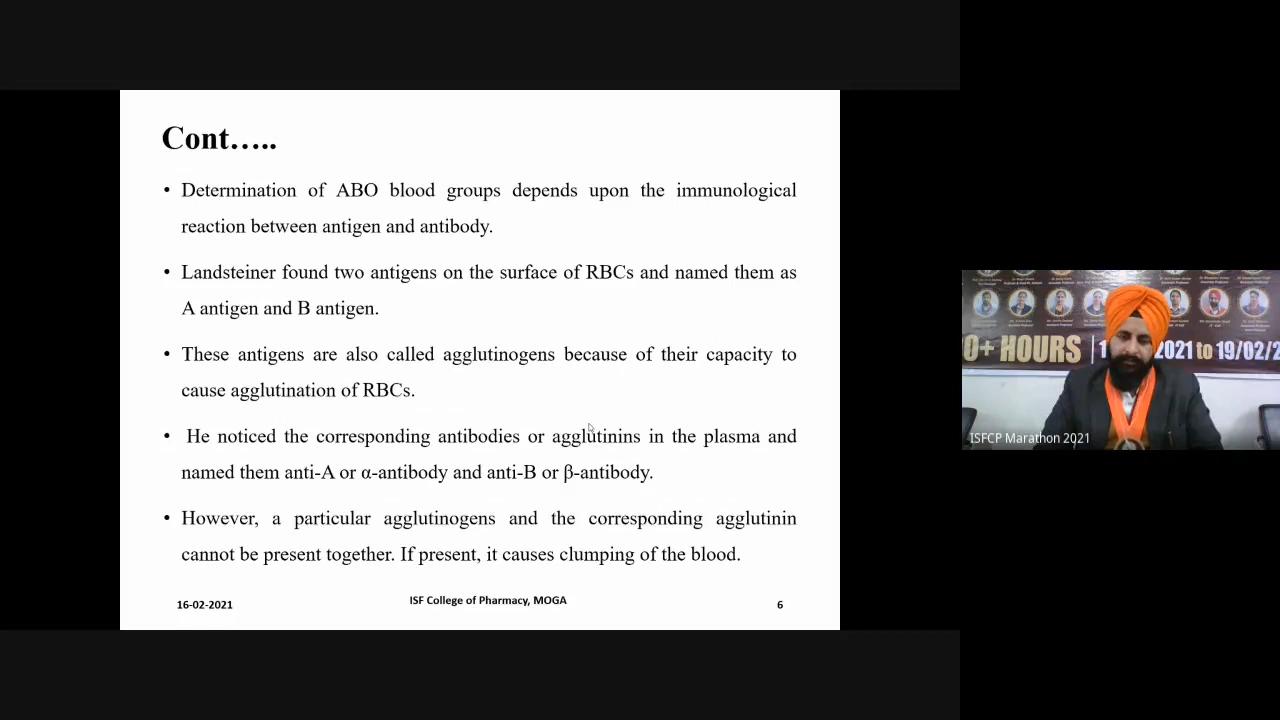 Cont…..
• Determination of ABO blood groups depends upon the immunological
reaction between antigen and antibody.
• Landsteiner found two antigens on the surface of RBCs and named them as
A antigen and B antigen.
• These antigens are also called agglutinogens because of their capacity to
cause agglutination of RBCs.
• He noticed the corresponding antibodies or agglutinins in the plasma and
named them anti-A or α-antibody and anti-B or β-antibody.
• However, a particular agglutinogens and the corresponding agglutinin
cannot be present together. If present, it causes clumping of the blood.
16-02-2021
ISF College of Pharmacy, MOGA
6
0+ HOURS
2021 to 19/02/2
ISFCP Marathon 2021